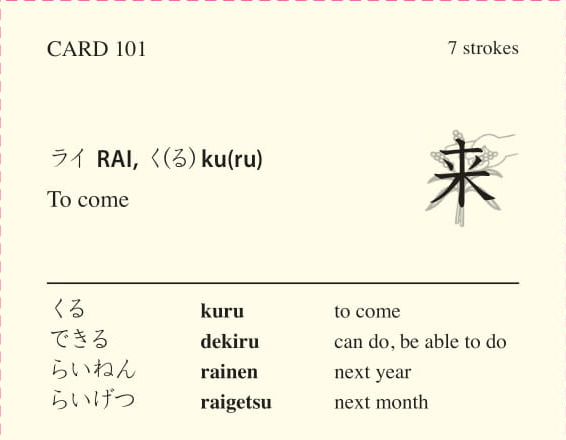 CARD 101 7 strokes
ライ RAI, く(る) ku(ru)
To come
来
くる kuru to come
できる dekiru can do, be able to do
らいねん rainen next year
らいげつ raigetsu next month